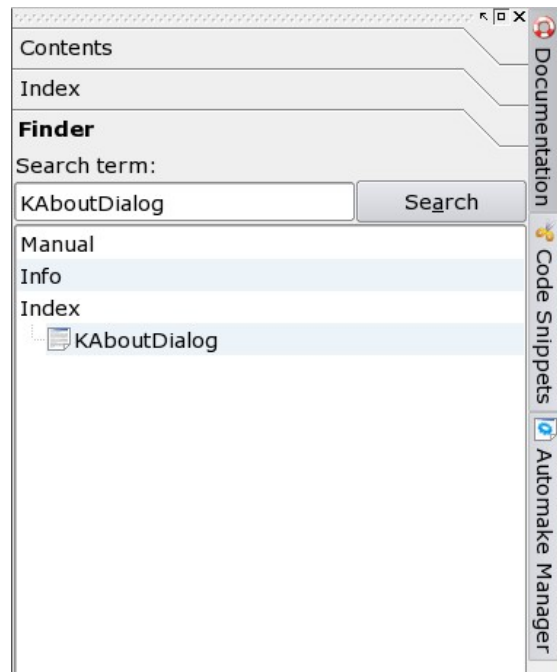 Contents
Index
Finder
Search term:
KAboutDialog
Search
Manual
Info
Index
KAboutDialog
Documentation
Code Snippets
Automake Manager